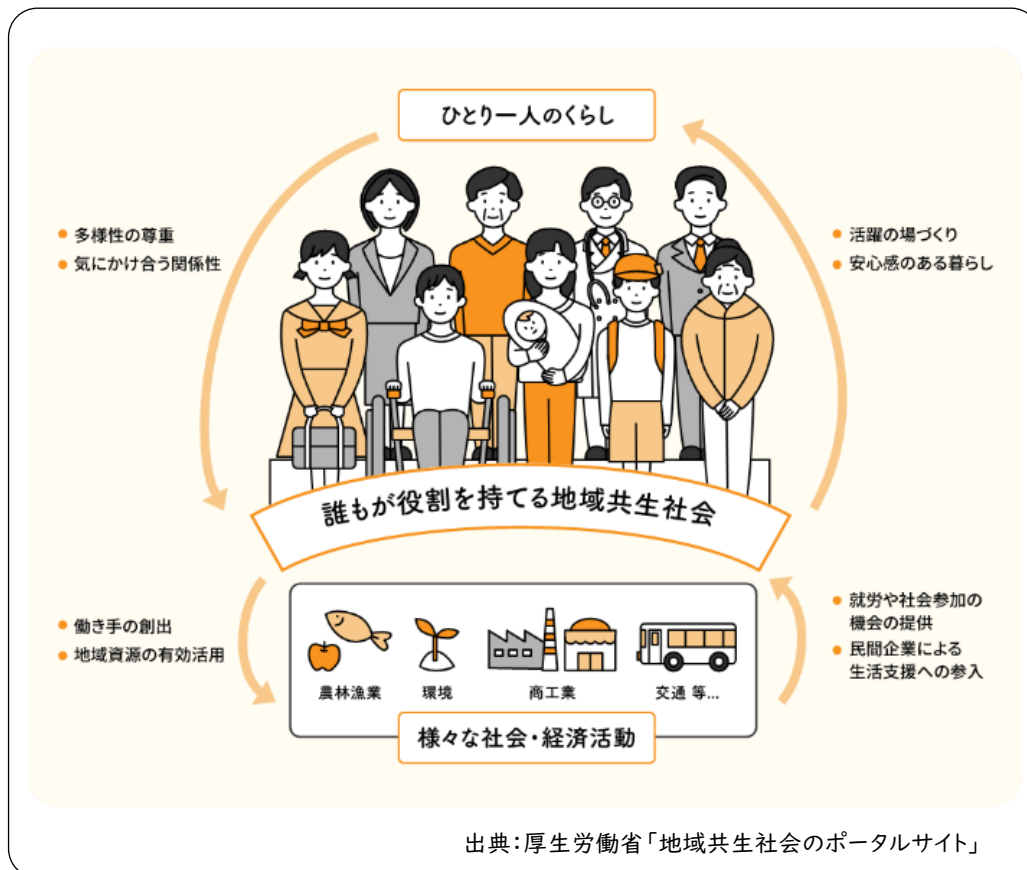 ひとり一人のくらし
● 多様性の尊重
● 気にかけ合う関係性
● 活躍の場づくり
● 安心感のある暮らし
誰もが役割を持てる地域共生社会
● 働き手の創出
● 地域資源の有効活用
● 就労や社会参加の
機会の提供
● 民間企業による
生活支援への参入
農林漁業 環境 商工業 交通 等...
様々な社会・経済活動
出典:厚生労働省「地域共生社会のポータルサイト」